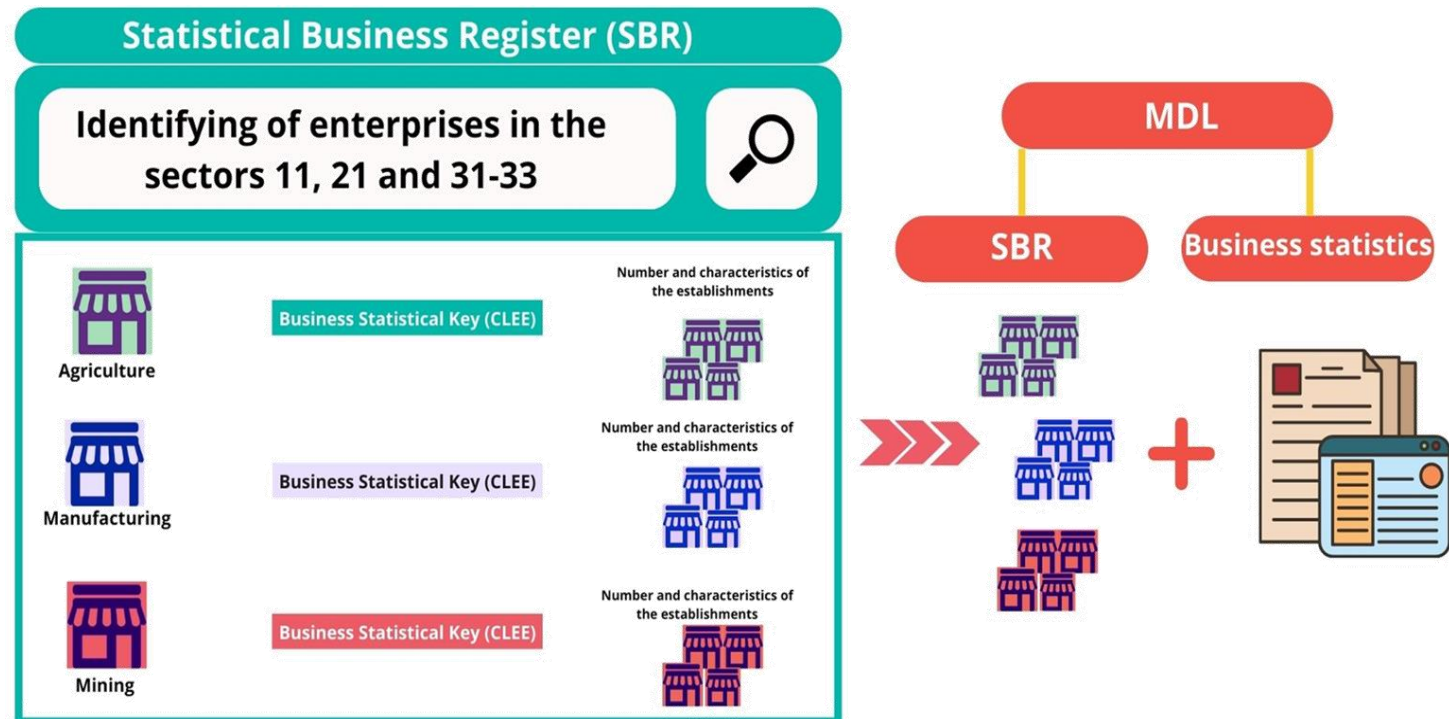 Statistical Business Register (SBR)
Identifying of enterprises in the
sectors 11, 21 and 31-33
Agriculture
Business Statistical Key (CLEE)
Number and characteristics of
the establishments
Manufacturing
Business Statistical Key (CLEE)
Number and characteristics of
the establishments
Mining
Business Statistical Key (CLEE)
Number and characteristics of
the establishments
MDL
SBR
Business statistics